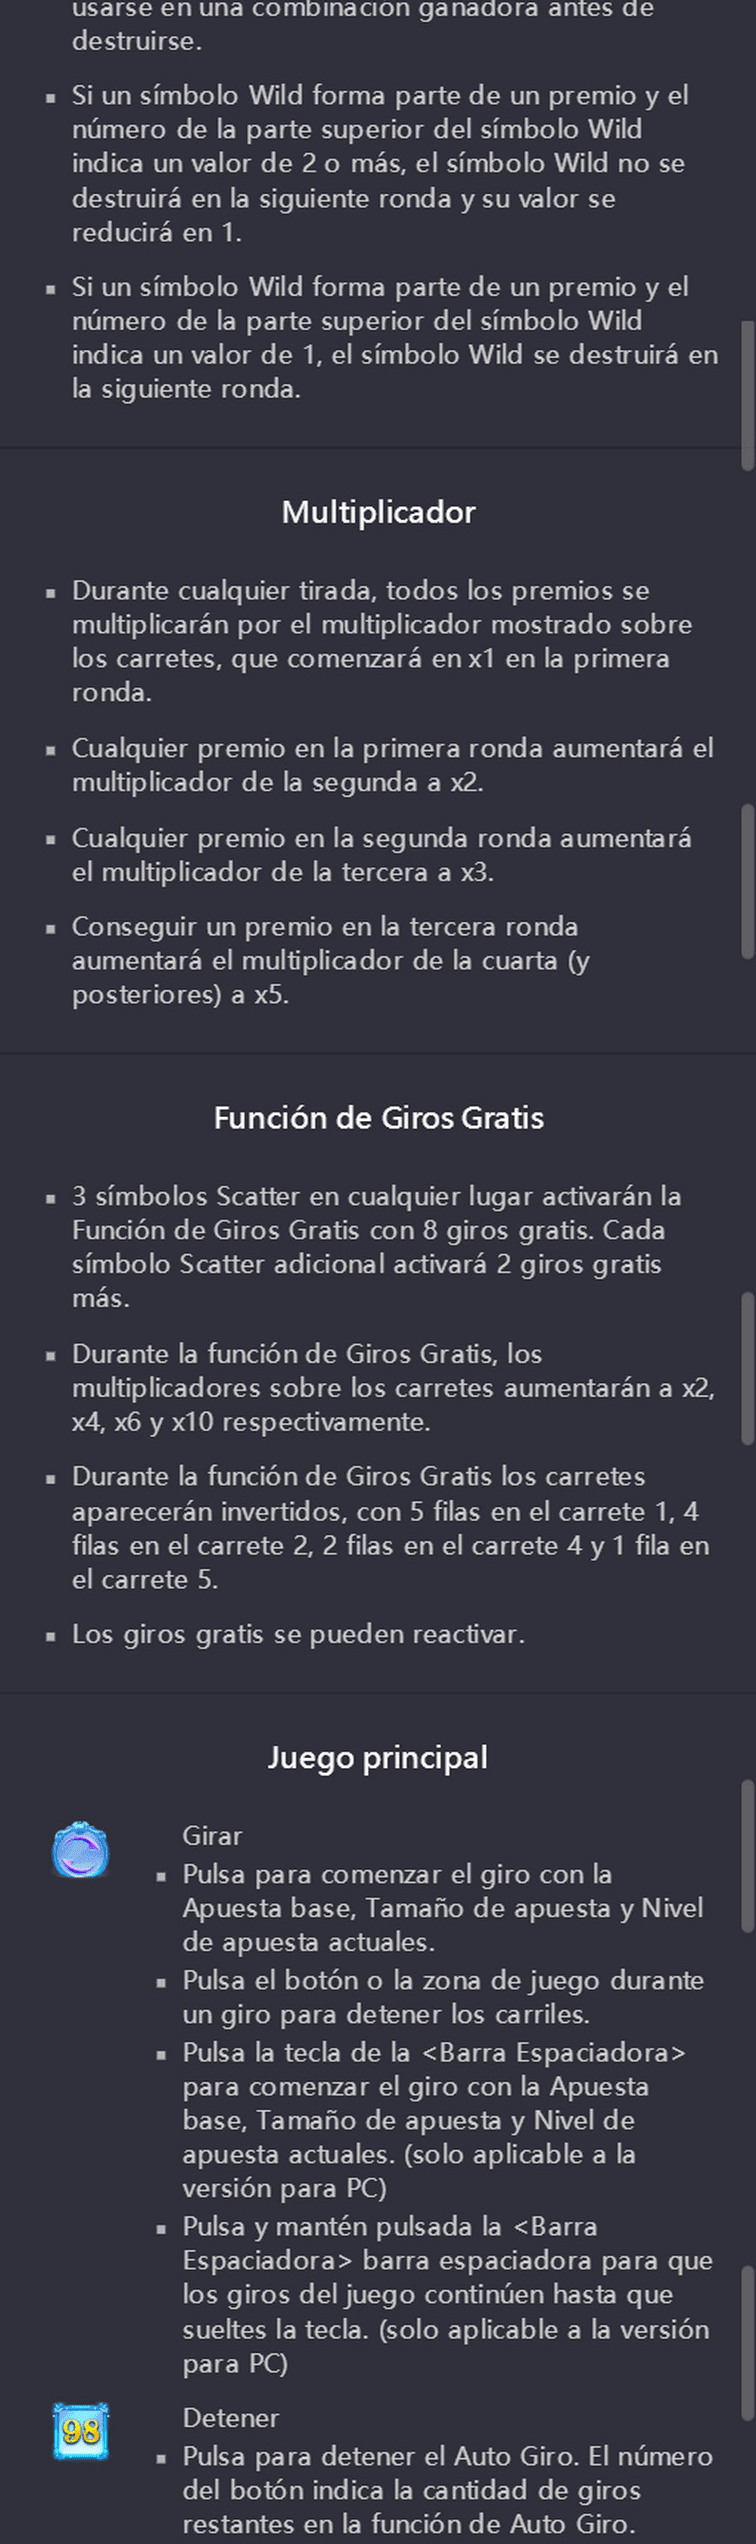 usarse en una combinación ganadora antes de
destruirse.
▪ Si un símbolo Wild forma parte de un premio y el
número de la parte superior del símbolo Wild
indica un valor de 2 o más, el símbolo Wild no se
destruirá en la siguiente ronda y su valor se
reducirá en 1.
▪ Si un símbolo Wild forma parte de un premio y el
número de la parte superior del símbolo Wild
indica un valor de 1, el símbolo Wild se destruirá en
la siguiente ronda.
Multiplicador
▪ Durante cualquier tirada, todos los premios se
multiplicarán por el multiplicador mostrado sobre
los carretes, que comenzará en x1 en la primera
ronda.
▪ Cualquier premio en la primera ronda aumentará el
multiplicador de la segunda a x2.
▪ Cualquier premio en la segunda ronda aumentará
el multiplicador de la tercera a x3.
▪ Conseguir un premio en la tercera ronda
aumentará el multiplicador de la cuarta (y
posteriores) a x5.
Función de Giros Gratis
▪ 3 símbolos Scatter en cualquier lugar activarán la
Función de Giros Gratis con 8 giros gratis. Cada
símbolo Scatter adicional activará 2 giros gratis
más.
▪ Durante la función de Giros Gratis, los
multiplicadores sobre los carretes aumentarán a x2,
x4, x6 y x10 respectivamente.
▪ Durante la función de Giros Gratis los carretes
aparecerán invertidos, con 5 filas en el carrete 1, 4
filas en el carrete 2, 2 filas en el carrete 4 y 1 fila en
el carrete 5.
▪ Los giros gratis se pueden reactivar.
Juego principal
Girar
▪ Pulsa para comenzar el giro con la
Apuesta base, Tamaño de apuesta y Nivel
de apuesta actuales.
▪ Pulsa el botón o la zona de juego durante
un giro para detener los carriles.
▪ Pulsa la tecla de la <Barra Espaciadora>
para comenzar el giro con la Apuesta
base, Tamaño de apuesta y Nivel de
apuesta actuales. (solo aplicable a la
versión para PC)
▪ Pulsa y mantén pulsada la <Barra
Espaciadora> barra espaciadora para que
los giros del juego continúen hasta que
sueltes la tecla. (solo aplicable a la versión
para PC)
98
Detener
▪ Pulsa para detener el Auto Giro. El número
del botón indica la cantidad de giros
restantes en la función de Auto Giro.